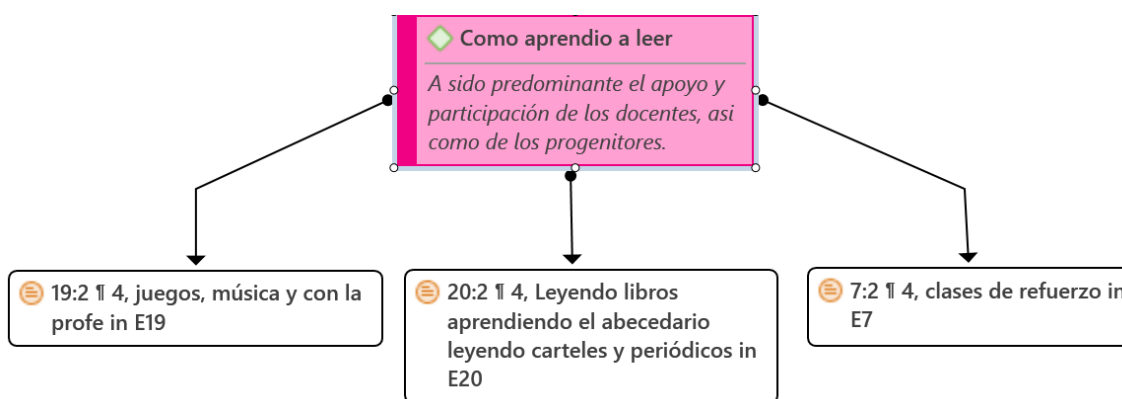 Como aprendio a leer
A sido predominante el apoyo y
participación de los docentes, asi
como de los progenitores.
19:2 ¶ 4, juegos, música y con la
profe in E19
20:2 ¶ 4, Leyendo libros
aprendiendo el abecedario
leyendo carteles y periódicos in
E20
7:2 ¶ 4, clases de refuerzo in
E7